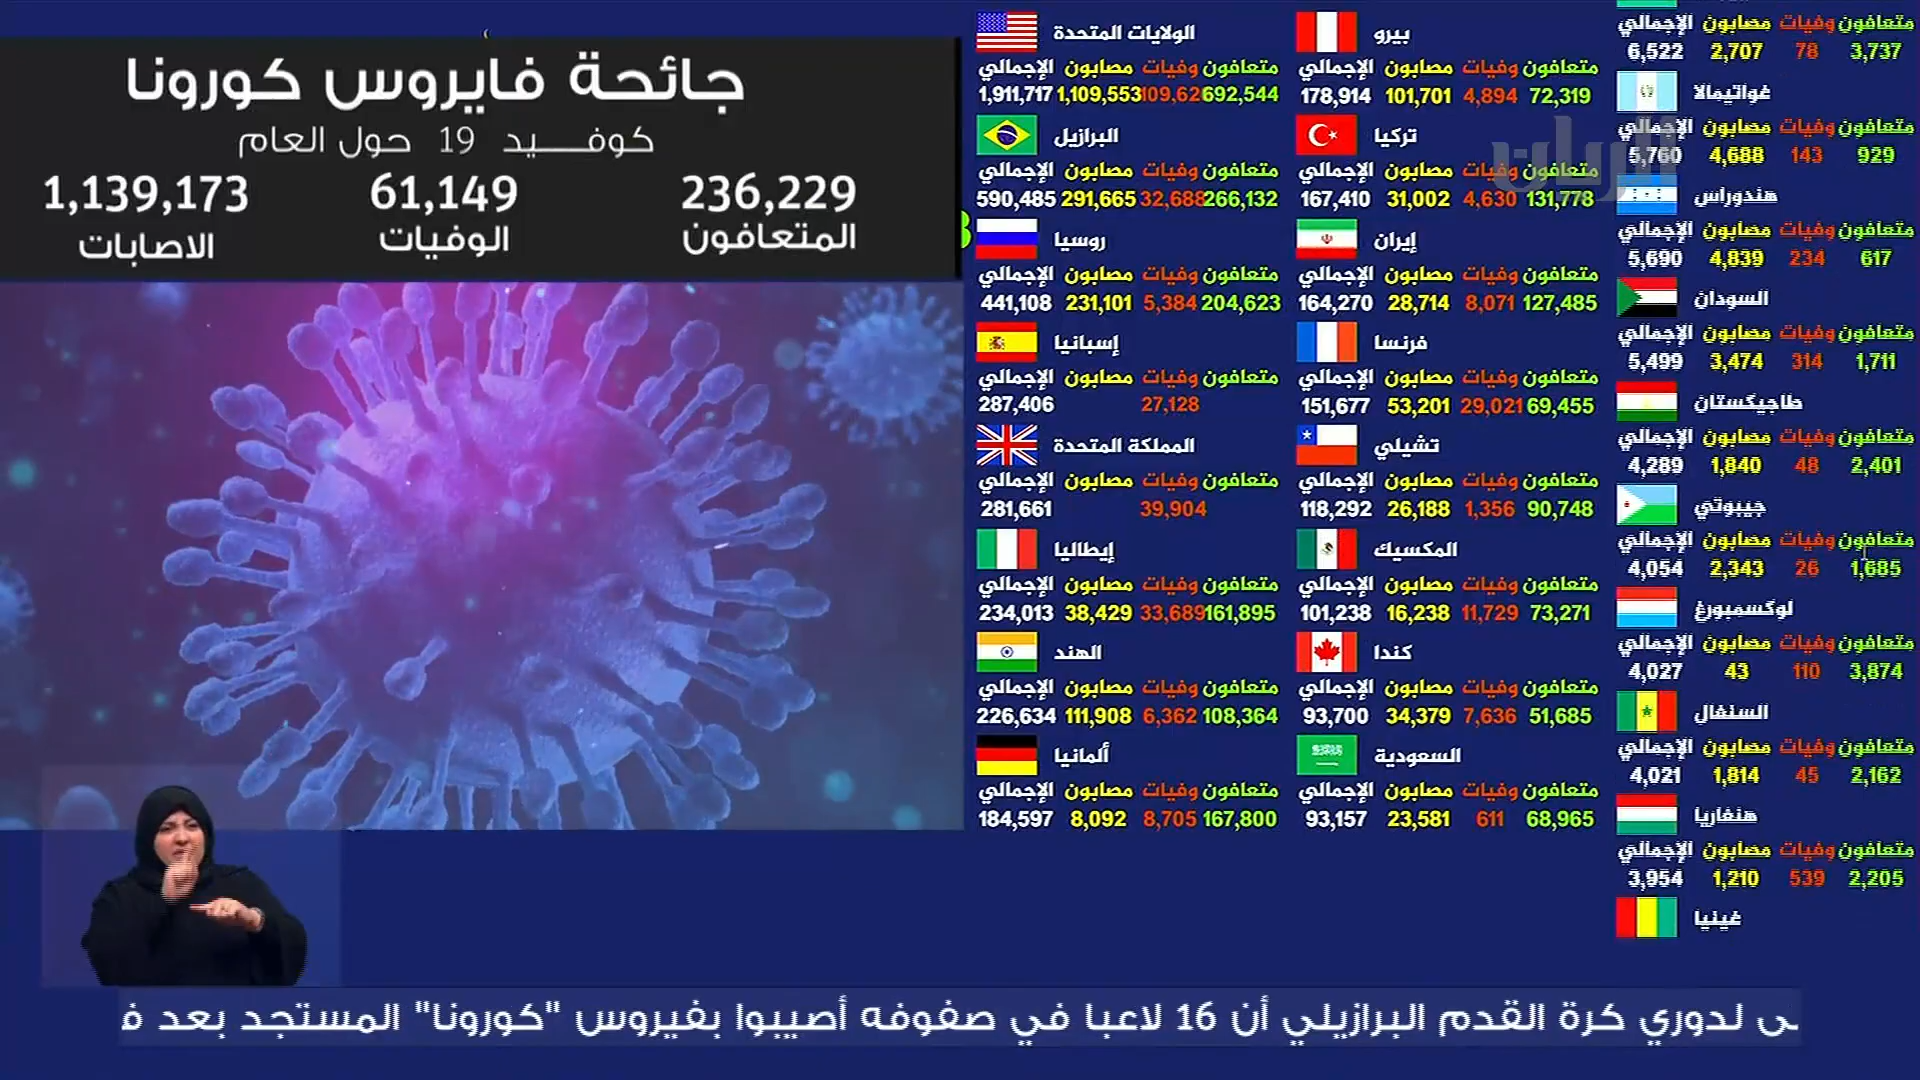 جائحة فايروس كورونا
كوفيد 19 حول العام
1,139,173 61,149 236,229
الاصابات الوفيات المتعافون
الولايات المتحدة
الإجمالي مصابون وفيات متعافون
1,911,717 1,109,553 109,62 692,544
البرازيل
الإجمالي مصابون وفيات متعافون
590,485 291,665 32,688 266,132
روسيا
الإجمالي مصابون وفيات متعافون
441,108 231,101 5,384 204,623
إسبانيا
الإجمالي مصابون وفيات متعافون
287,406 27,128
المملكة المتحدة
الإجمالي مصابون وفيات متعافون
281,661 39,904
إيطاليا
الإجمالي مصابون وفيات متعافون
234,013 38,429 33,689 161,895
الهند
الإجمالي مصابون وفيات متعافون
226,634 111,908 6,362 108,364
ألمانيا
الإجمالي مصابون وفيات متعافون
184,597 8,092 8,705 167,800
بيرو
الإجمالي مصابون وفيات متعافون
178,914 101,701 4,894 72,319
تركيا
الإجمالي مصابون وفيات متعافون
167,410 31,002 4,630 131,778
إيران
الإجمالي مصابون وفيات متعافون
164,270 28,714 8,071 127,485
فرنسا
الإجمالي مصابون وفيات متعافون
151,677 53,201 29,021 69,455
تشيلي
الإجمالي مصابون وفيات متعافون
118,292 26,188 1,356 90,748
المكسيك
الإجمالي مصابون وفيات متعافون
101,238 16,238 11,729 73,271
كندا
الإجمالي مصابون وفيات متعافون
93,700 34,379 7,636 51,685
السعودية
الإجمالي مصابون وفيات متعافون
93,157 23,581 611 68,965
الإجمالي مصابون وفيات متعافون
6,522 2,707 78 3,737
غواتيمالا
الإجمالي مصابون وفيات متعافون
5,760 4,688 143 929
الريان
هندوراس
الإجمالي مصابون وفيات متعافون
5,690 4,839 234 617
السودان
الإجمالي مصابون وفيات متعافون
5,499 3,474 314 1,711
طاجيكستان
الإجمالي مصابون وفيات متعافون
4,289 1,840 48 2,401
جيبوتي
الإجمالي مصابون وفيات متعافون
4,054 2,343 26 1,685
لوكسمبورغ
الإجمالي مصابون وفيات متعافون
4,027 43 110 3,874
السنغال
الإجمالي مصابون وفيات متعافون
4,021 1,814 45 2,162
هنغاريا
الإجمالي مصابون وفيات متعافون
3,954 1,210 539 2,205
غينيا
ـى لدوري كرة القدم البرازيلي أن 16 لاعبا في صفوفه أصيبوا بفيروس "كورونا" المستجد بعد